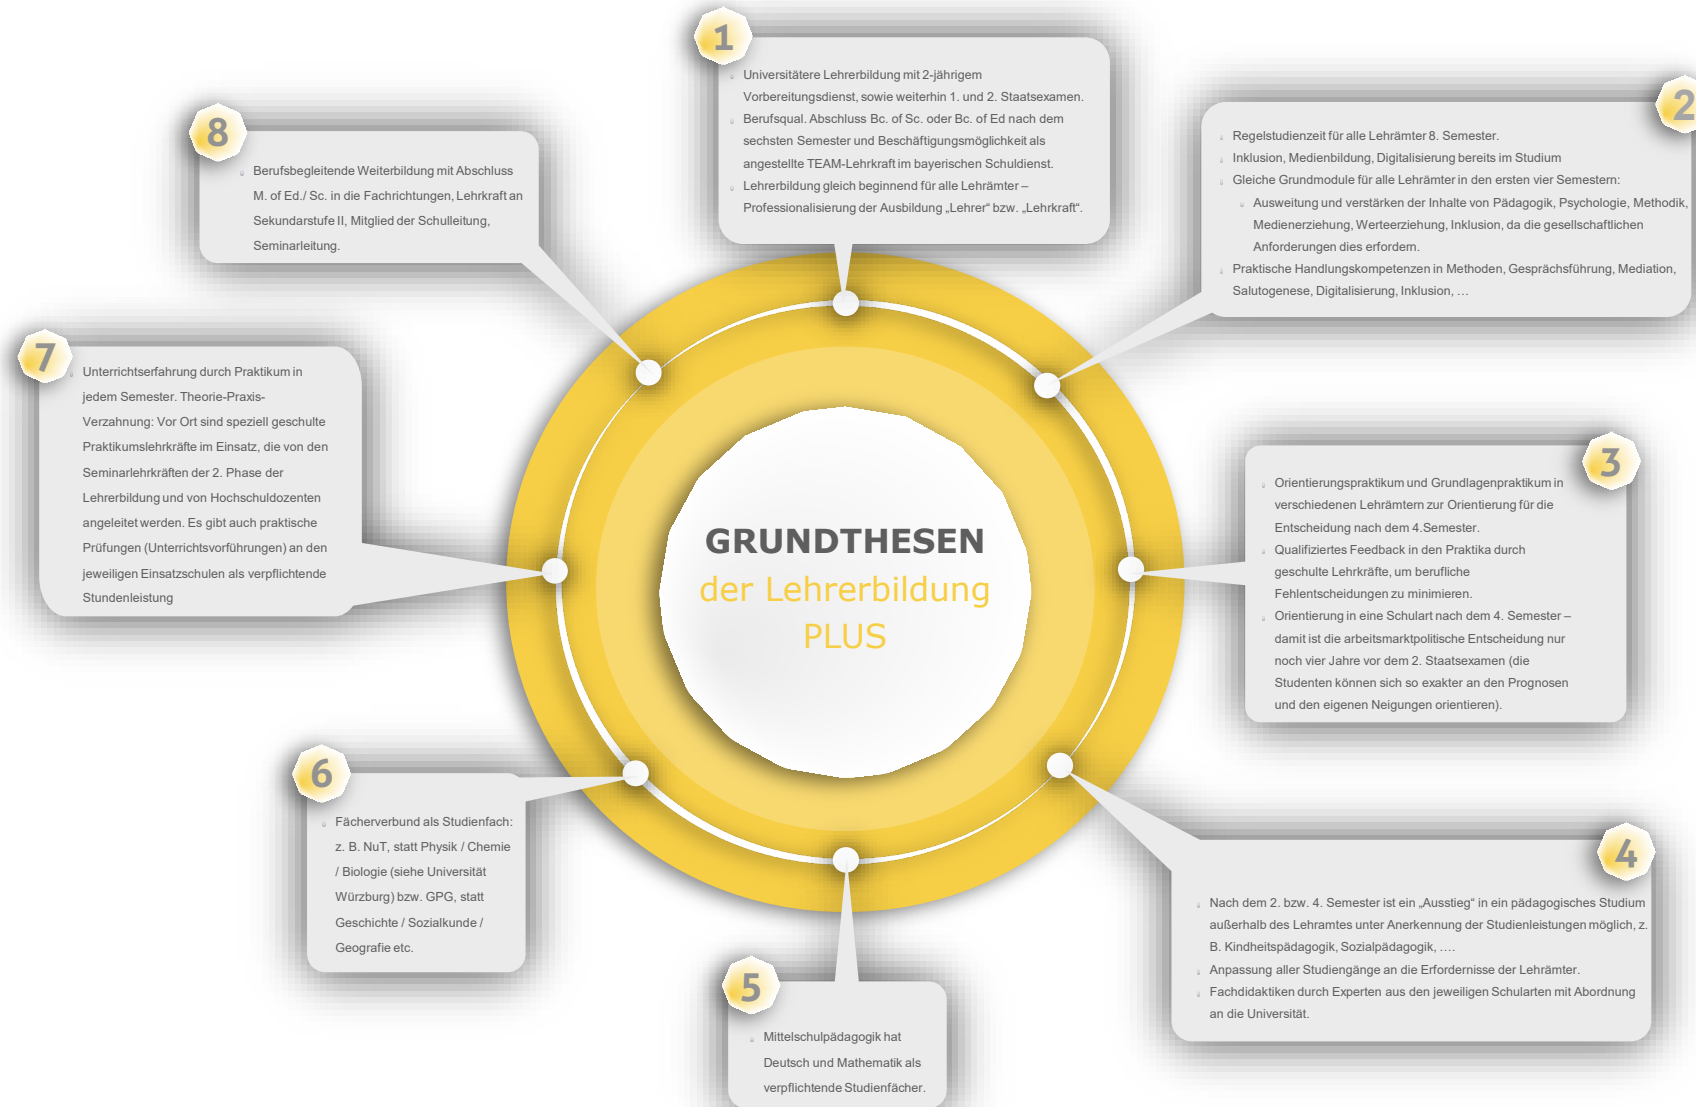 GRUNDTHESEN
der Lehrerbildung
PLUS
1
Universitätere Lehrerbildung mit 2-jährigem
Vorbereitungsdienst, sowie weiterhin 1. und 2. Staatsexamen.
Berufsqual. Abschluss Bc. of Sc. oder Bc. of Ed nach dem
sechsten Semester und Beschäftigungsmöglichkeit als
angestellte TEAM-Lehrkraft im bayerischen Schuldienst.
Lehrerbildung gleich beginnend für alle Lehrämter –
Professionalisierung der Ausbildung „Lehrer" bzw. „Lehrkraft".
2
Regelstudienzeit für alle Lehrämter 8. Semester.
Inklusion, Medienbildung, Digitalisierung bereits im Studium
Gleiche Grundmodule für alle Lehrämter in den ersten vier Semestern:
Ausweitung und verstärken der Inhalte von Pädagogik, Psychologie, Methodik,
Medienerziehung, Werteerziehung, Inklusion, da die gesellschaftlichen
Anforderungen dies erfordern.
Praktische Handlungskompetenzen in Methoden, Gesprächsführung, Mediation,
Salutogenese, Digitalisierung, Inklusion, …
3
Orientierungspraktikum und Grundlagenpraktikum in
verschiedenen Lehrämtern zur Orientierung für die
Entscheidung nach dem 4.Semester.
Qualifiziertes Feedback in den Praktika durch
geschulte Lehrkräfte, um berufliche
Fehlentscheidungen zu minimieren.
Orientierung in eine Schulart nach dem 4. Semester –
damit ist die arbeitsmarktpolitische Entscheidung nur
noch vier Jahre vor dem 2. Staatsexamen (die
Studenten können sich so exakter an den Prognosen
und den eigenen Neigungen orientieren).
4
Nach dem 2. bzw. 4. Semester ist ein „Ausstieg" in ein pädagogisches Studium
außerhalb des Lehramtes unter Anerkennung der Studienleistungen möglich, z.
B. Kindheitspädagogik, Sozialpädagogik, ….
Anpassung aller Studiengänge an die Erfordernisse der Lehrämter.
Fachdidaktiken durch Experten aus den jeweiligen Schularten mit Abordnung
an die Universität.
5
Mittelschulpädagogik hat
Deutsch und Mathematik als
verpflichtende Studienfächer.
6
Fächerverbund als Studienfach:
z. B. NuT, statt Physik / Chemie
/ Biologie (siehe Universität
Würzburg) bzw. GPG, statt
Geschichte / Sozialkunde /
Geografie etc.
7
Unterrichtserfahrung durch Praktikum in
jedem Semester. Theorie-Praxis-
Verzahnung: Vor Ort sind speziell geschulte
Praktikumslehrkräfte im Einsatz, die von den
Seminarlehrkräften der 2. Phase der
Lehrerbildung und von Hochschuldozenten
angeleitet werden. Es gibt auch praktische
Prüfungen (Unterrichtsvorführungen) an den
jeweiligen Einsatzschulen als verpflichtende
Stundenleistung
8
Berufsbegleitende Weiterbildung mit Abschluss
M. of Ed./ Sc. in die Fachrichtungen, Lehrkraft an
Sekundarstufe II, Mitglied der Schulleitung,
Seminarleitung.